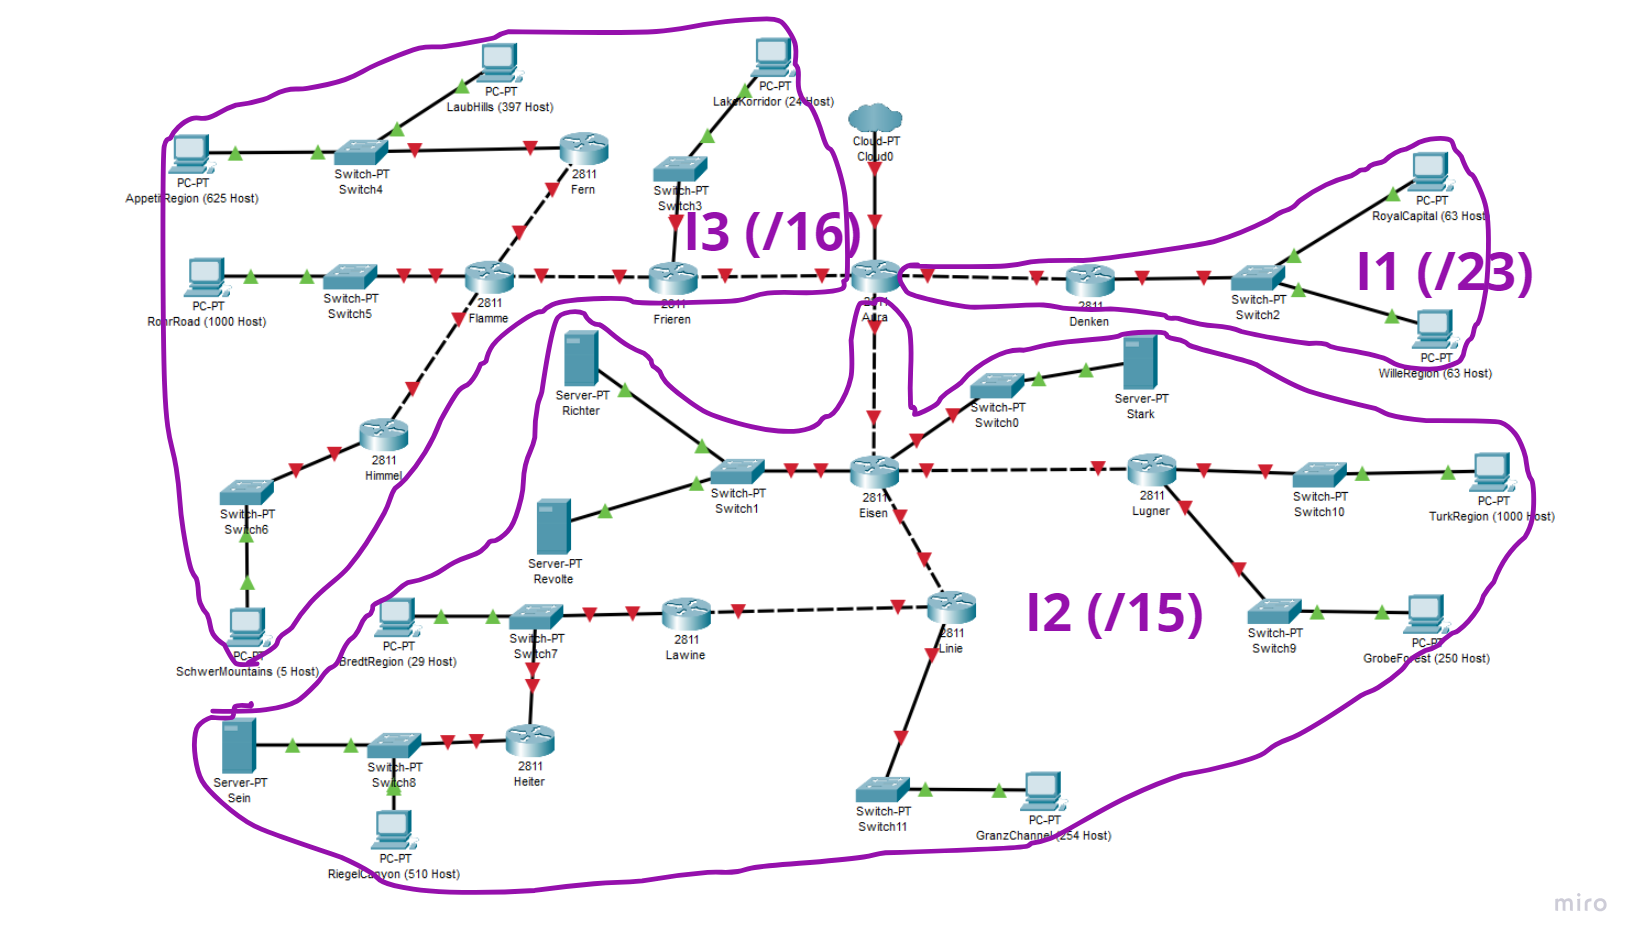 PC-PT
LaubHills (397 Host)
PC-PT
LakeKorridor (24 Host)
Cloud-PT
Cloud0
PC-PT
AppetitRegion (625 Host)
Switch-PT
Switch4
2811
Fern
Switch-PT
Switch3
PC-PT
RoyalCapital (63 Host)
I3 (/16)
I1 (/23)
PC-PT
RohrRoad (1000 Host)
Switch-PT
Switch5
2811
Flamme
2811
Frieren
2811
Aura
2811
Denken
Switch-PT
Switch2
PC-PT
WilleRegion (63 Host)
Server-PT
Richter
Switch-PT
Switch0
Server-PT
Stark
2811
Himmel
Switch-PT
Switch1
2811
Eisen
2811
Lugner
Switch-PT
Switch10
PC-PT
TurkRegion (1000 Host)
Switch-PT
Switch6
Server-PT
Revolte
I2 (/15)
PC-PT
SchwerMountains (5 Host)
PC-PT
BredtRegion (29 Host)
Switch-PT
Switch7
2811
Lawine
2811
Linie
Switch-PT
Switch9
PC-PT
GrobeForest (250 Host)
Server-PT
Sein
Switch-PT
Switch8
2811
Heiter
Switch-PT
Switch11
PC-PT
GranzChannel (254 Host)
PC-PT
RiegelCanyon (510 Host)
miro